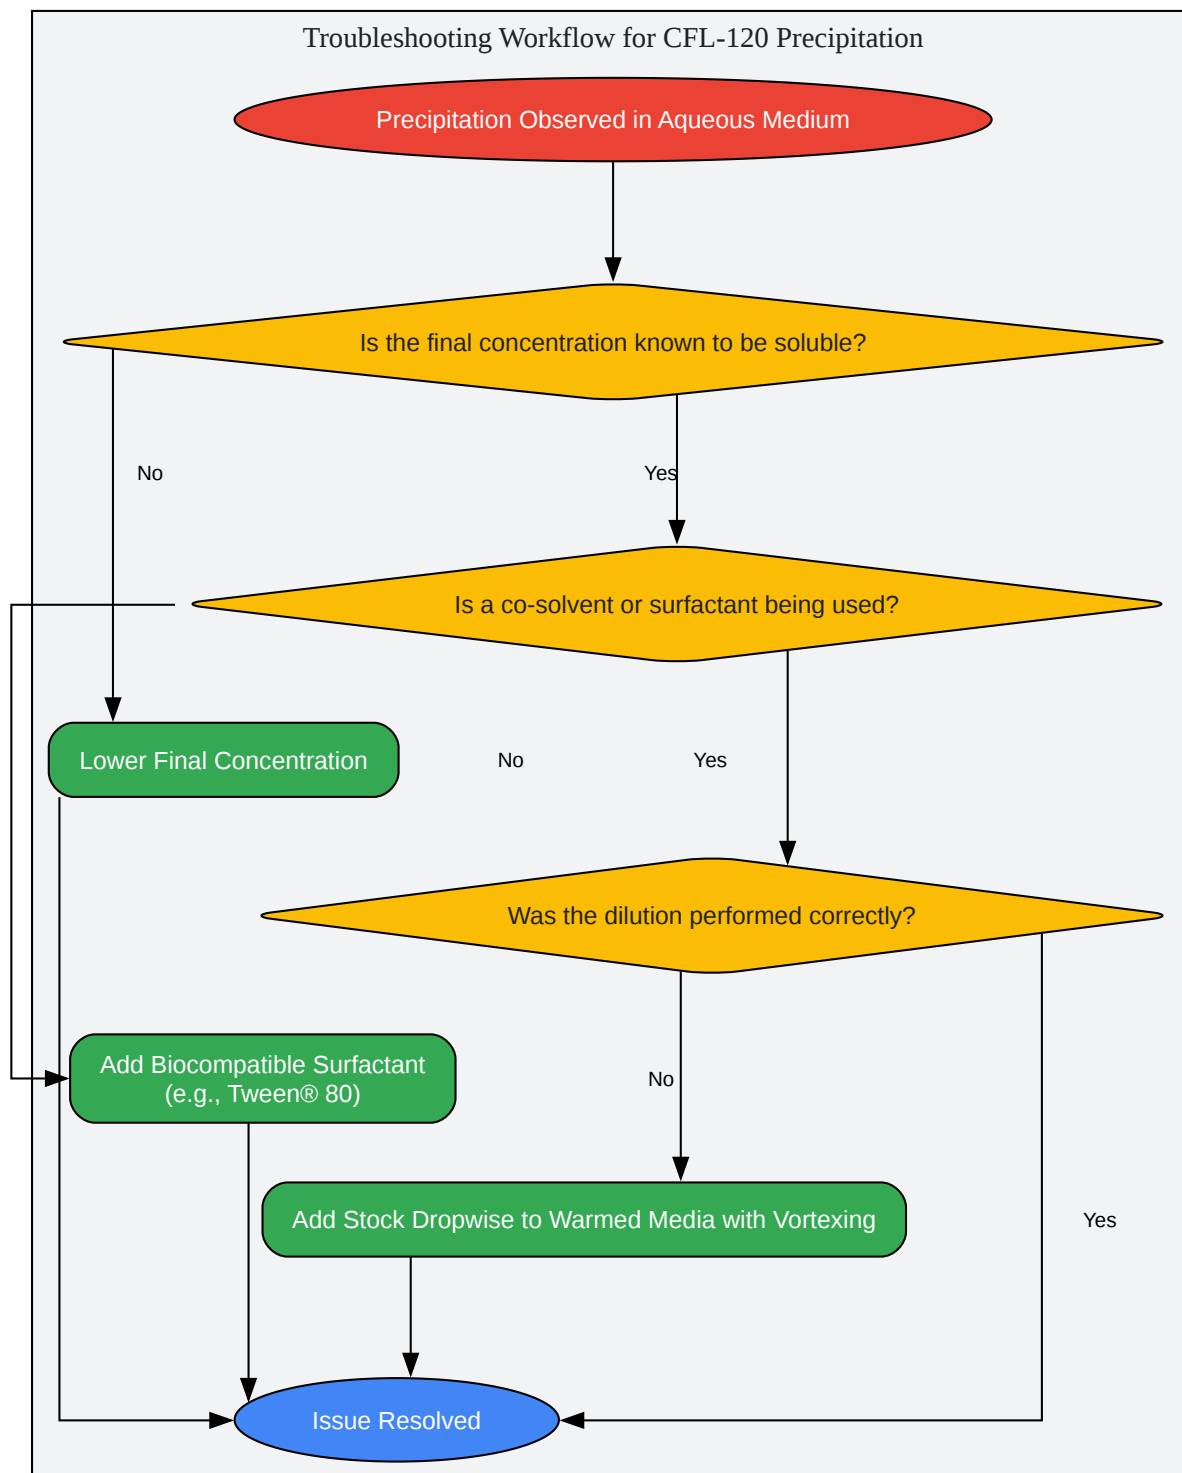 Troubleshooting Workflow for CFL-120 Precipitation
Precipitation Observed in Aqueous Medium
Is the final concentration known to be soluble?
No
Yes
Is a co-solvent or surfactant being used?
Lower Final Concentration
No
Yes
Was the dilution performed correctly?
Add Biocompatible Surfactant
(e.g., Tween® 80)
No
Add Stock Dropwise to Warmed Media with Vortexing
Yes
Issue Resolved